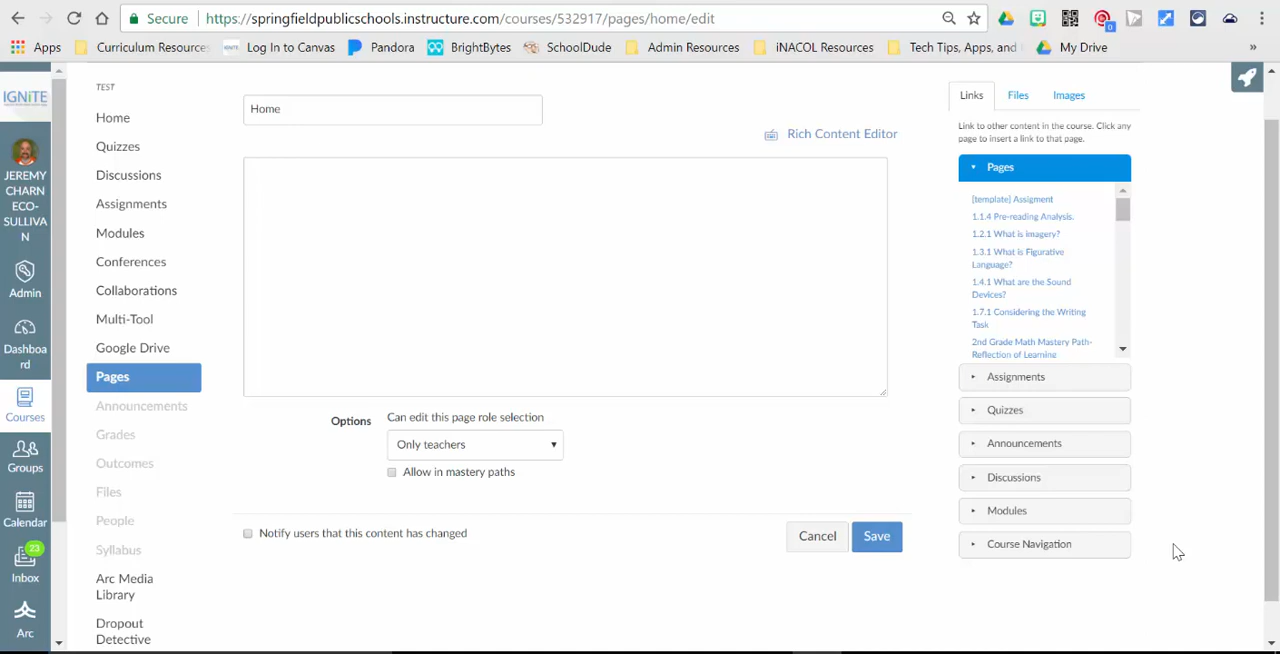 Secure
https://springfieldpublicschools.instructure.com/courses/532917/pages/home/edit
0
Apps
Curriculum Resources
IGNITE
Log In to Canvas
Pandora
BrightBytes
SchoolDude
Admin Resources
iNACOL Resources
Tech Tips, Apps, and
My Drive
»
IGNiTE
JEREMY
CHARN
ECO-
SULLIVA
N
Admin
Dashboa
rd
Courses
Groups
Calendar
23
Inbox
Arc
TEST
Home
Quizzes
Discussions
Assignments
Modules
Conferences
Collaborations
Multi-Tool
Google Drive
Pages
Announcements
Grades
Outcomes
Files
People
Syllabus
Arc Media
Library
Dropout
Detective
Home
Rich Content Editor
Options
Can edit this page role selection
Only teachers
Allow in mastery paths
Notify users that this content has changed
Cancel
Save
Links
Files
Images
Link to other content in the course. Click any
page to insert a link to that page.
Pages
[template] Assigment
1.1.4 Pre-reading Analysis.
1.2.1 What is imagery?
1.3.1 What is Figurative
Language?
1.4.1 What are the Sound
Devices?
1.7.1 Considering the Writing
Task
2nd Grade Math Mastery Path-
Reflection of Learning
Assignments
Quizzes
Announcements
Discussions
Modules
Course Navigation